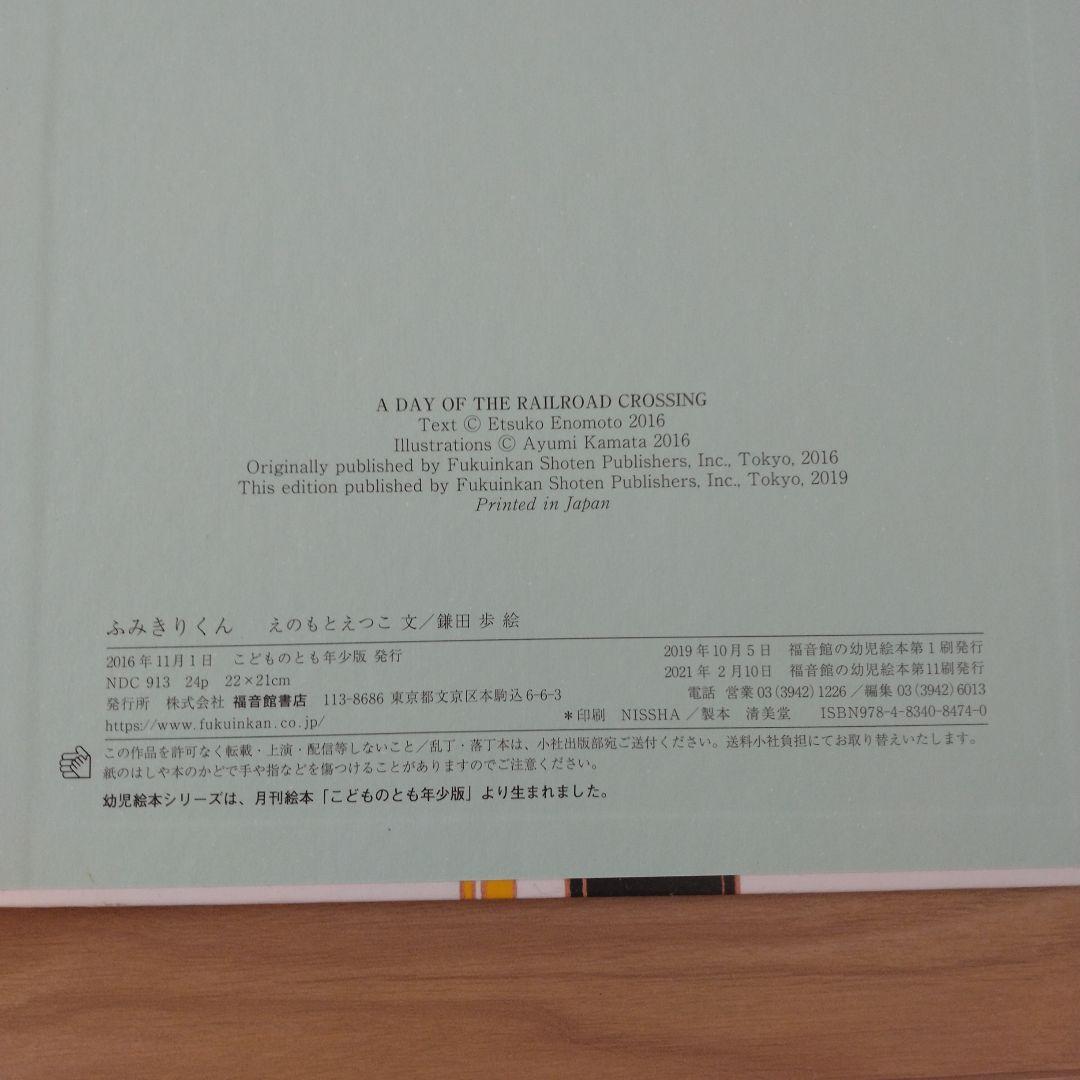 A DAY OF THE RAILROAD CROSSING
Text © Etsuko Enomoto 2016
Illustrations © Ayumi Kamata 2016
Originally published by Fukuinkan Shoten Publishers, Inc., Tokyo, 2016
This edition published by Fukuinkan Shoten Publishers, Inc., Tokyo, 2019
Printed in Japan
ふみきりくん えのもとえつこ 文／鎌田 歩 絵
2016年11月1日 こどものとも年少版 発行 2019年10月5日 福音館の幼児絵本第1刷発行
NDC 913 24p 22×21cm 2021年 2月10日 福音館の幼児絵本第11刷発行
発行所 株式会社 福音館書店 113-8686 東京都文京区本駒込6-6-3 電話 営業 03(3942)1226／編集 03(3942)6013
https://www.fukuinkan.co.jp/ ＊印刷 NISSHA／製本 清美堂 ISBN978-4-8340-8474-0
この作品を許可なく転載・上演・配信等しないこと／乱丁・落丁本は、小社出版部宛ご送付ください。送料小社負担にてお取り替えいたします。
紙のはしや本のかどで手や指などを傷つけることがありますのでご注意ください。
幼児絵本シリーズは、月刊絵本「こどものとも年少版」より生まれました。